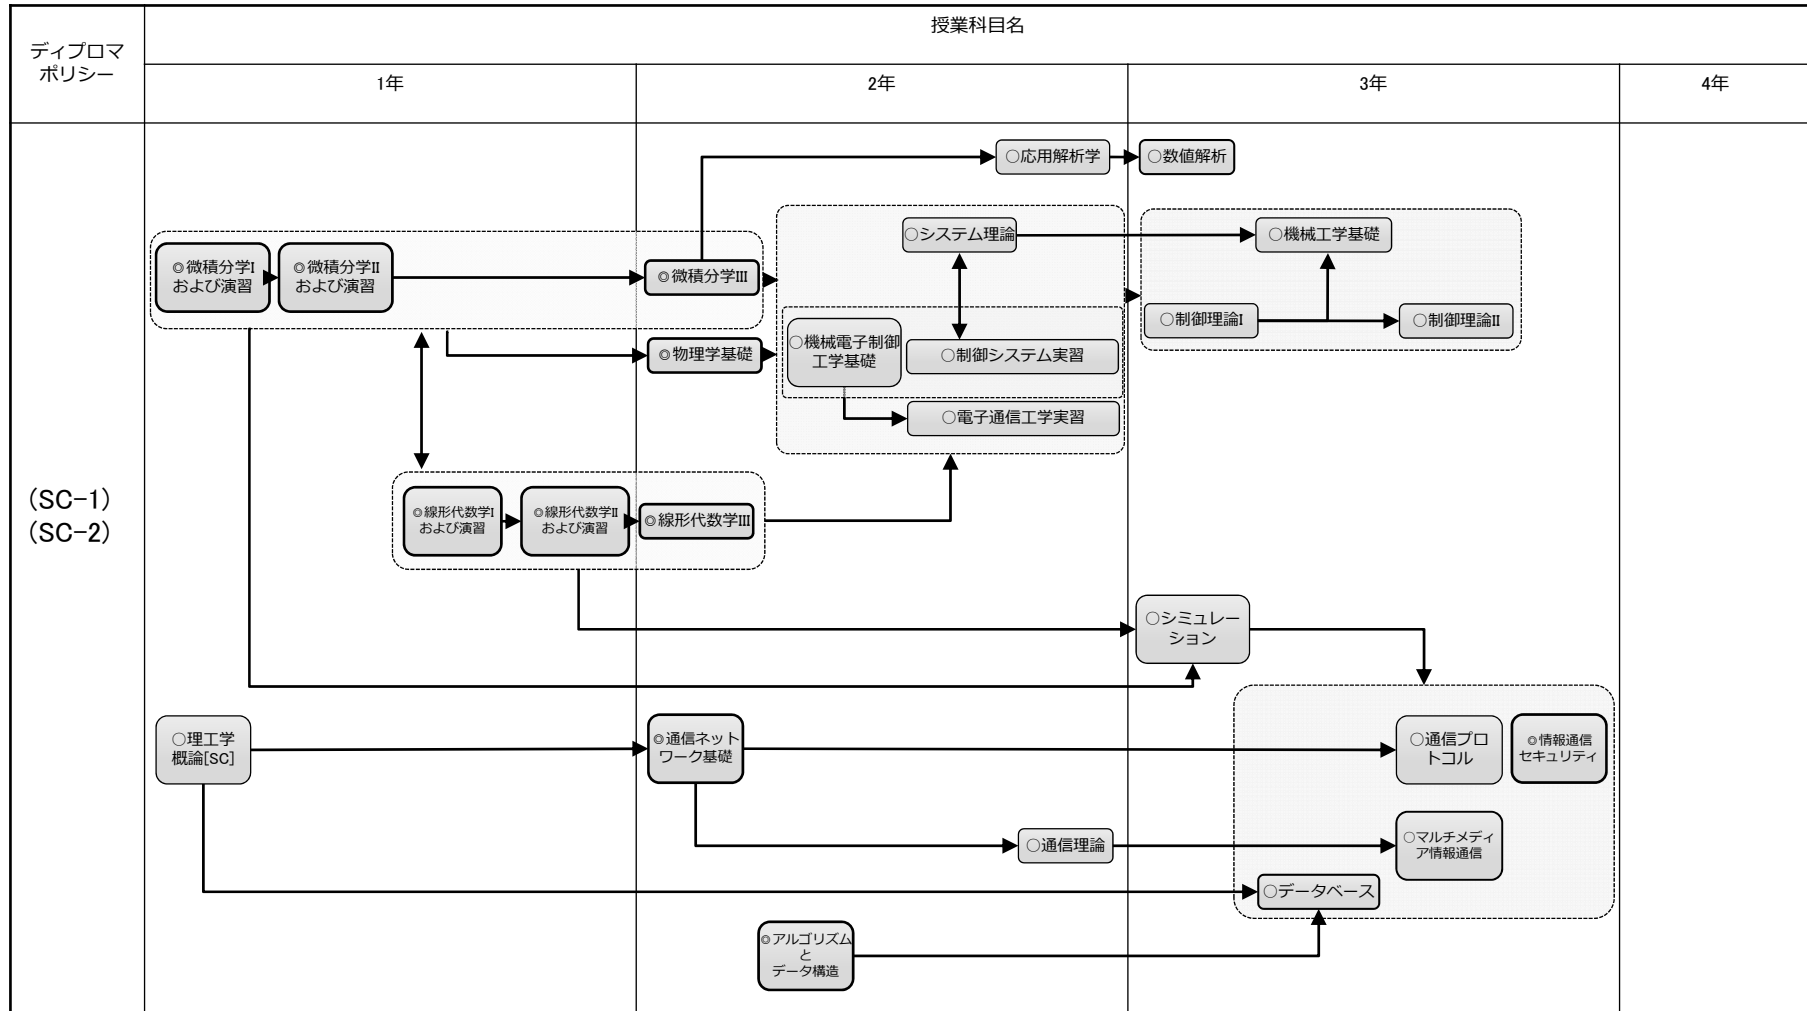 ディプロマ
ポリシー
授業科目名
1年
2年
3年
4年
（SC-1）
（SC-2）
○応用解析学
○数値解析
◎微積分学Ⅰ
および演習
◎微積分学Ⅱ
および演習
◎微積分学Ⅲ
○システム理論
○機械工学基礎
○制御理論Ⅰ
○制御理論Ⅱ
◎物理学基礎
○機械電子制御
工学基礎
○制御システム実習
○電子通信工学実習
◎線形代数学Ⅰ
および演習
◎線形代数学Ⅱ
および演習
◎線形代数学Ⅲ
○シミュレー
ション
○理工学
概論[SC]
◎通信ネット
ワーク基礎
○通信プロ
トコル
◎情報通信
セキュリティ
○通信理論
○マルチメディ
ア情報通信
○データベース
◎アルゴリズム
と
データ構造